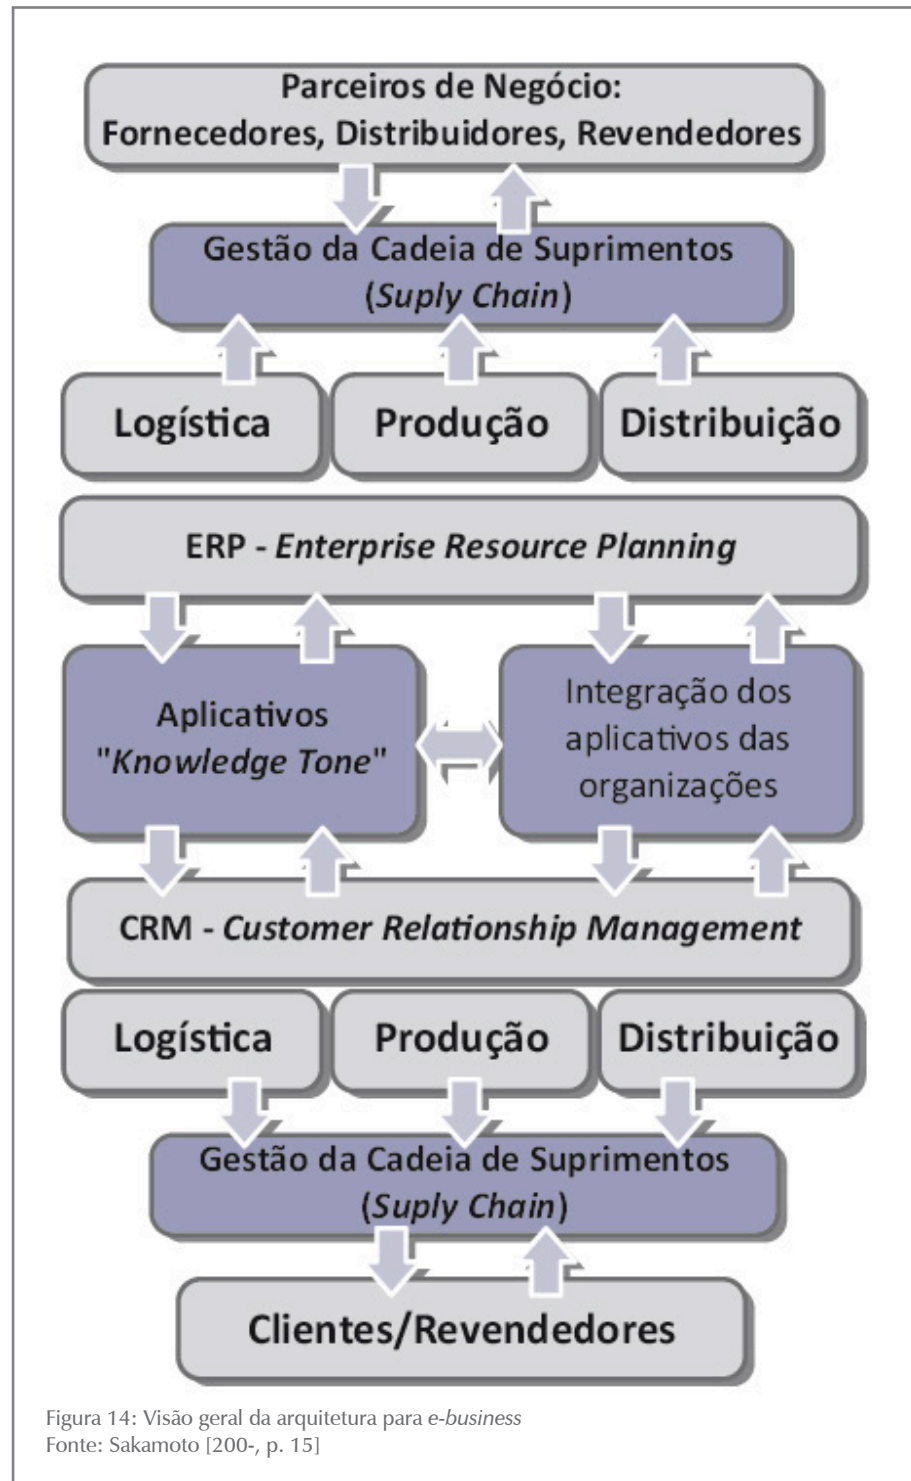 Parceiros de Negócio:
Fornecedores, Distribuidores, Revendedores
Gestão da Cadeia de Suprimentos
(Suply Chain)
Logística
Produção
Distribuição
ERP - Enterprise Resource Planning
Aplicativos
"Knowledge Tone"
Integração dos
aplicativos das
organizações
CRM - Customer Relationship Management
Logística
Produção
Distribuição
Gestão da Cadeia de Suprimentos
(Suply Chain)
Clientes/Revendedores
Figura 14: Visão geral da arquitetura para e-business
Fonte: Sakamoto [200-, p. 15]